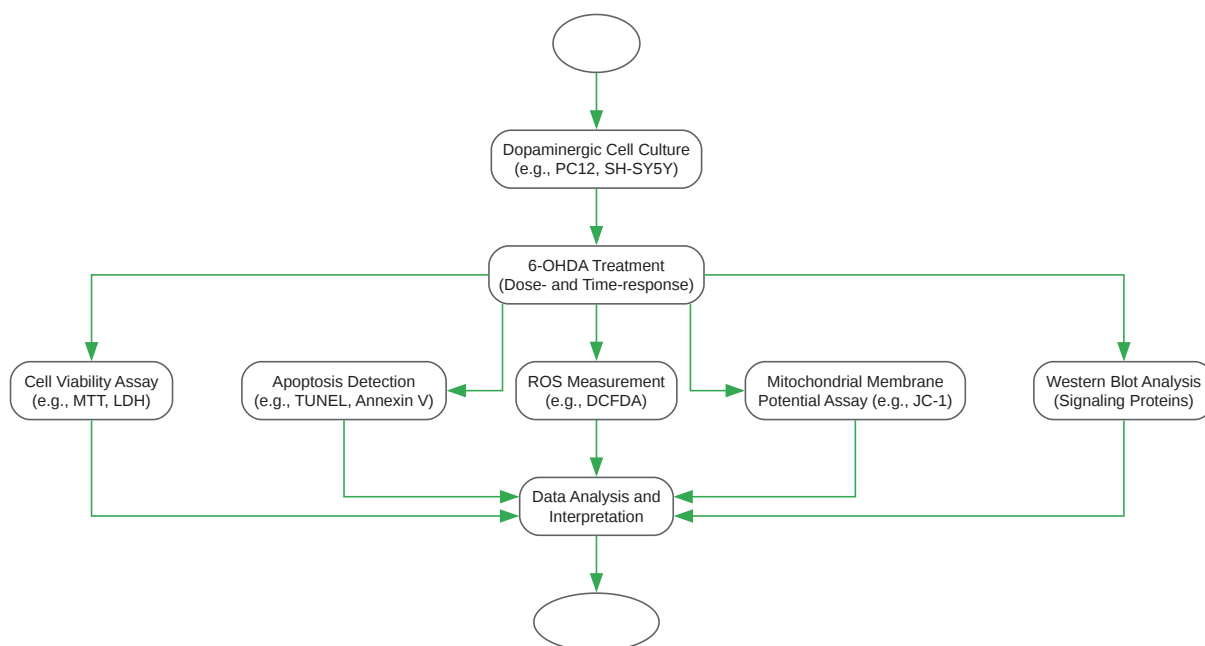 Dopaminergic Cell Culture
(e.g., PC12, SH-SY5Y)
6-OHDA Treatment
(Dose- and Time-response)
Cell Viability Assay
(e.g., MTT, LDH)
Apoptosis Detection
(e.g., TUNEL, Annexin V)
ROS Measurement
(e.g., DCFDA)
Mitochondrial Membrane
Potential Assay (e.g., JC-1)
Western Blot Analysis
(Signaling Proteins)
Data Analysis and
Interpretation